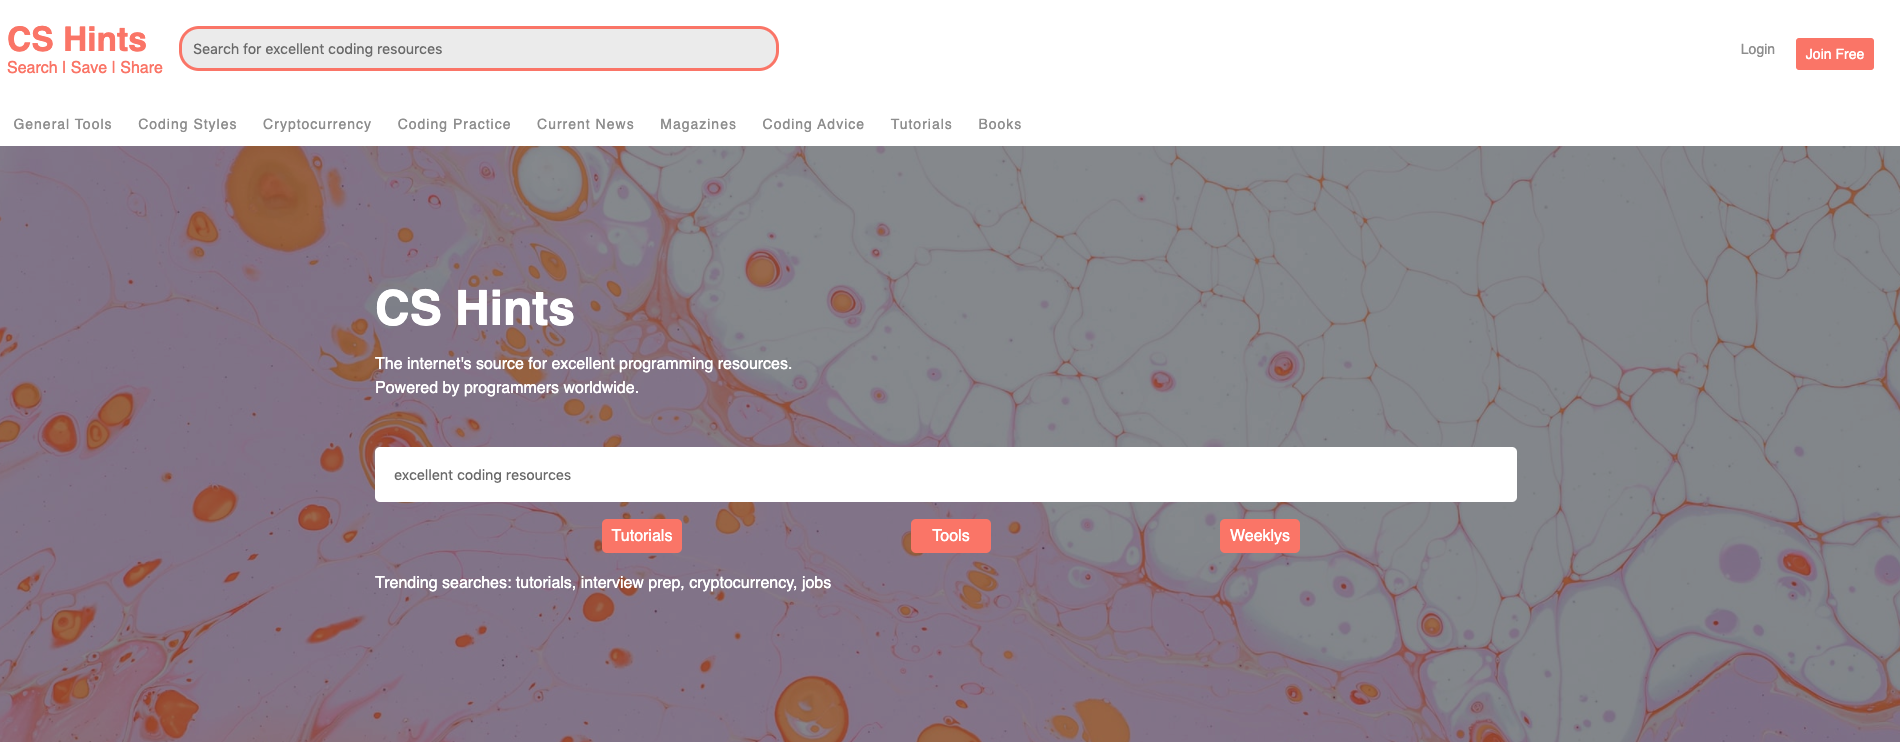 CS Hints
Search | Save | Share
Search for excellent coding resources
Login
Join Free
General Tools Coding Styles Cryptocurrency Coding Practice Current News Magazines Coding Advice Tutorials Books
CS Hints
The internet's source for excellent programming resources.
Powered by programmers worldwide.
excellent coding resources
Tutorials Tools Weeklys
Trending searches: tutorials, interview prep, cryptocurrency, jobs